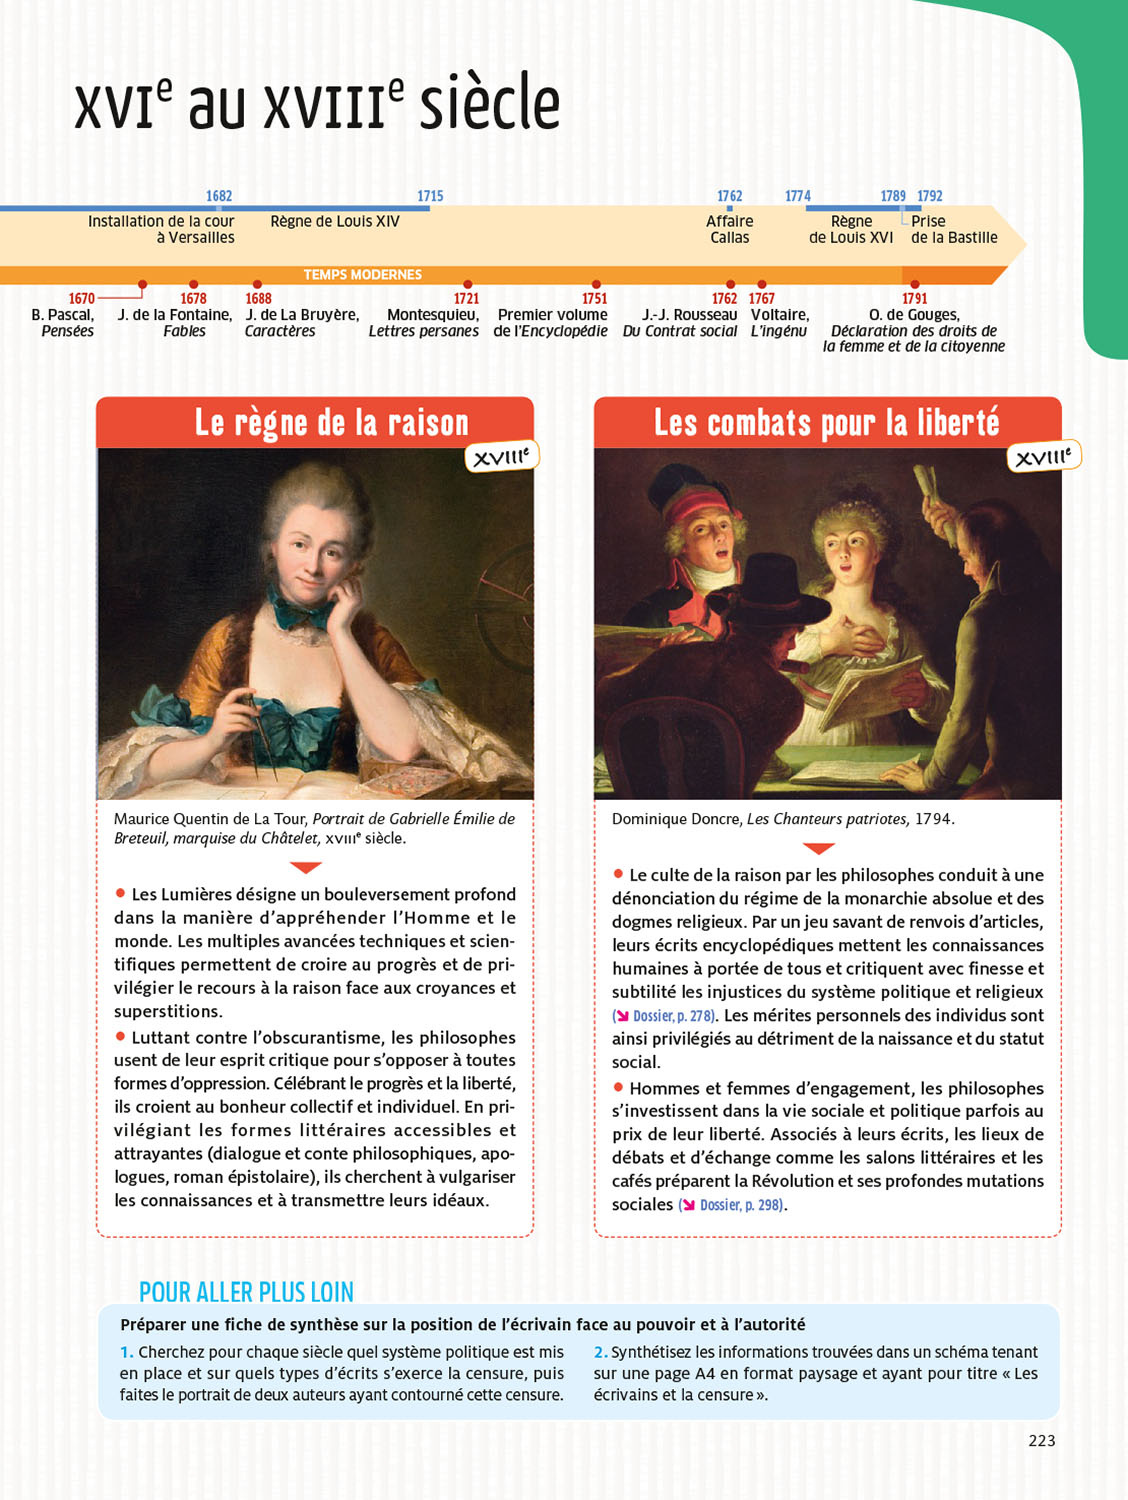 XVIe au XVIIIe siècle
1682 1715 1762 1774 1789 1792
Installation de la cour
à Versailles
Règne de Louis XIV
Affaire
Callas
Règne
de Louis XVI
Prise
de la Bastille
TEMPS MODERNES
1670
B. Pascal,
Pensées
1678
J. de la Fontaine,
Fables
1688
J. de La Bruyère,
Caractères
1721
Montesquieu,
Lettres persanes
1751
Premier volume
de l'Encyclopédie
1762
J.-J. Rousseau
Du Contrat social
1767
Voltaire,
L'ingénu
1791
O. de Gouges,
Déclaration des droits de
la femme et de la citoyenne
Le règne de la raison
XVIIIe
Maurice Quentin de La Tour, Portrait de Gabrielle Émilie de
Breteuil, marquise du Châtelet, XVIIIe siècle.
• Les Lumières désigne un bouleversement profond
dans la manière d'appréhender l'Homme et le
monde. Les multiples avancées techniques et scien-
tifiques permettent de croire au progrès et de pri-
vilégier le recours à la raison face aux croyances et
superstitions.
• Luttant contre l'obscurantisme, les philosophes
usent de leur esprit critique pour s'opposer à toutes
formes d'oppression. Célébrant le progrès et la liberté,
ils croient au bonheur collectif et individuel. En pri-
vilégiant les formes littéraires accessibles et
attrayantes (dialogue et conte philosophiques, apo-
logues, roman épistolaire), ils cherchent à vulgariser
les connaissances et à transmettre leurs idéaux.
Les combats pour la liberté
XVIIIe
Dominique Doncre, Les Chanteurs patriotes, 1794.
• Le culte de la raison par les philosophes conduit à une
dénonciation du régime de la monarchie absolue et des
dogmes religieux. Par un jeu savant de renvois d'articles,
leurs écrits encyclopédiques mettent les connaissances
humaines à portée de tous et critiquent avec finesse et
subtilité les injustices du système politique et religieux
(➘ Dossier, p. 278). Les mérites personnels des individus sont
ainsi privilégiés au détriment de la naissance et du statut
social.
• Hommes et femmes d'engagement, les philosophes
s'investissent dans la vie sociale et politique parfois au
prix de leur liberté. Associés à leurs écrits, les lieux de
débats et d'échange comme les salons littéraires et les
cafés préparent la Révolution et ses profondes mutations
sociales (➘ Dossier, p. 298).
POUR ALLER PLUS LOIN
Préparer une fiche de synthèse sur la position de l'écrivain face au pouvoir et à l'autorité
1. Cherchez pour chaque siècle quel système politique est mis
en place et sur quels types d'écrits s'exerce la censure, puis
faites le portrait de deux auteurs ayant contourné cette censure.
2. Synthétisez les informations trouvées dans un schéma tenant
sur une page A4 en format paysage et ayant pour titre « Les
écrivains et la censure ».
223